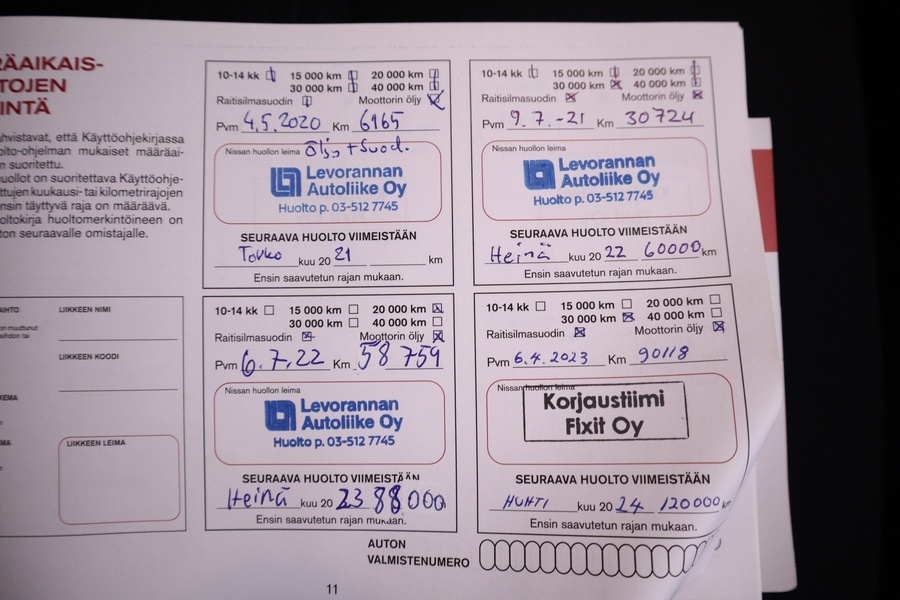 RÄAIKAIS-
TOJEN
INTÄ
hvistavat, että Käyttöohjekirjassa
olto-ohjelman mukaiset määräai-
n suoritettu.
uollot on suoritettava Käyttöohje-
ttujen kuukausi- tai kilometrirajojen
nsin täyttyvä raja on määräävä.
oltokirja huoltomerkintöineen on
ton seuraavalle omistajalle.
AIHTO
LIIKKEEN NIMI
on muuttunut
LIIKKEEN KOODI
KEMA
MA
LIIKKEEN LEIMA
10-14 kk 15 000 km 20 000 km
30 000 km 40 000 km
Raitisilmasuodin Moottorin öljy
Pvm 4.5.2020 Km 6165
Nissan huollon leima Öljy + Suod.
Levorannan
Autoliike Oy
Huolto p. 03-512 7745
SEURAAVA HUOLTO VIIMEISTÄÄN
Touko kuu 20 21 km
Ensin saavutetun rajan mukaan.
10-14 kk 15 000 km 20 000 km
30 000 km 40 000 km
Raitisilmasuodin Moottorin öljy
Pvm 9.7.-21 Km 30724
Nissan huollon leima
Levorannan
Autoliike Oy
Huolto p. 03-512 7745
SEURAAVA HUOLTO VIIMEISTÄÄN
Heinä kuu 20 22 60000 km
Ensin saavutetun rajan mukaan.
10-14 kk 15 000 km 20 000 km
30 000 km 40 000 km
Raitisilmasuodin Moottorin öljy
Pvm 6.7.22 Km 58 759
Nissan huollon leima
Levorannan
Autoliike Oy
Huolto p. 03-512 7745
SEURAAVA HUOLTO VIIMEISTÄÄN
Heinä kuu 20 23 88000
Ensin saavutetun rajan mukaan.
10-14 kk 15 000 km 20 000 km
30 000 km 40 000 km
Raitisilmasuodin Moottorin öljy
Pvm 6.4.2023 Km 90118
Nissan huollon leima
Korjaustiimi
Fixit Oy
SEURAAVA HUOLTO VIIMEISTÄÄN
HUHTI kuu 20 24 120000 km
Ensin saavutetun rajan mukaan.
AUTON
VALMISTENUMERO
11